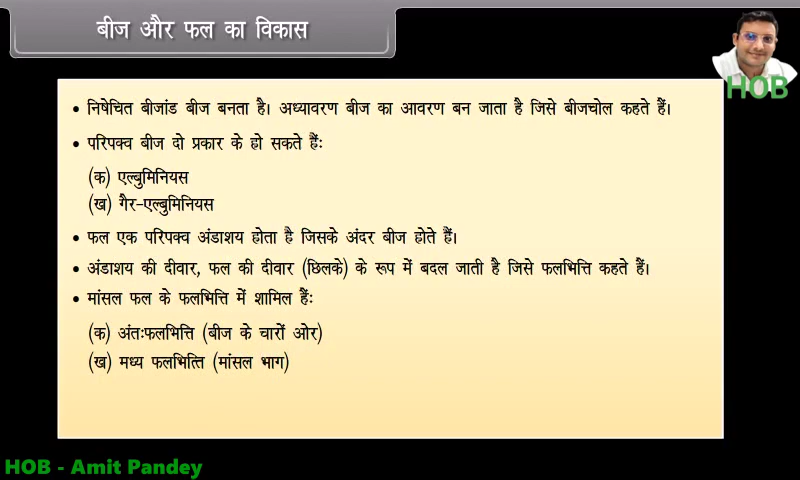 बीज और फल का विकास
HOB
• निषेचित बीजांड बीज बनता है। अध्यावरण बीज का आवरण बन जाता है जिसे बीजचोल कहते हैं।
• परिपक्व बीज दो प्रकार के हो सकते हैंः
(क) एल्बुमिनियस
(ख) गैर-एल्बुमिनियस
• फल एक परिपक्व अंडाशय होता है जिसके अंदर बीज होते हैं।
• अंडाशय की दीवार, फल की दीवार (छिलके) के रूप में बदल जाती है जिसे फलभित्ति कहते हैं।
• मांसल फल के फलभित्ति में शामिल हैंः
(क) अंतःफलभित्ति (बीज के चारों ओर)
(ख) मध्य फलभित्ति (मांसल भाग)
HOB - Amit Pandey